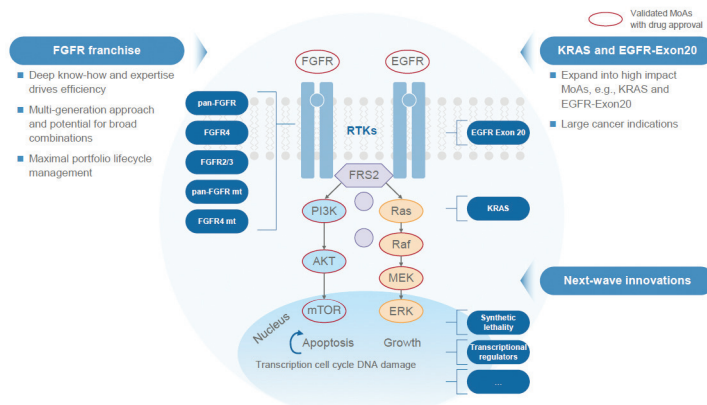 Validated MoAs
with drug approval
FGFR franchise
■ Deep know-how and expertise
drives efficiency
■ Multi-generation approach
and potential for broad
combinations
■ Maximal portfolio lifecycle
management
KRAS and EGFR-Exon20
■ Expand into high impact
MoAs, e.g., KRAS and
EGFR-Exon20
■ Large cancer indications
FGFR
EGFR
pan-FGFR
FGFR4
FGFR2/3
pan-FGFR mt
FGFR4 mt
RTKs
EGFR Exon 20
FRS2
PI3K
Ras
KRAS
Raf
AKT
MEK
Next-wave innovations
Nucleus
mTOR
ERK
Apoptosis
Growth
Transcription cell cycle DNA damage
Synthetic
lethality
Transcriptional
regulators
...